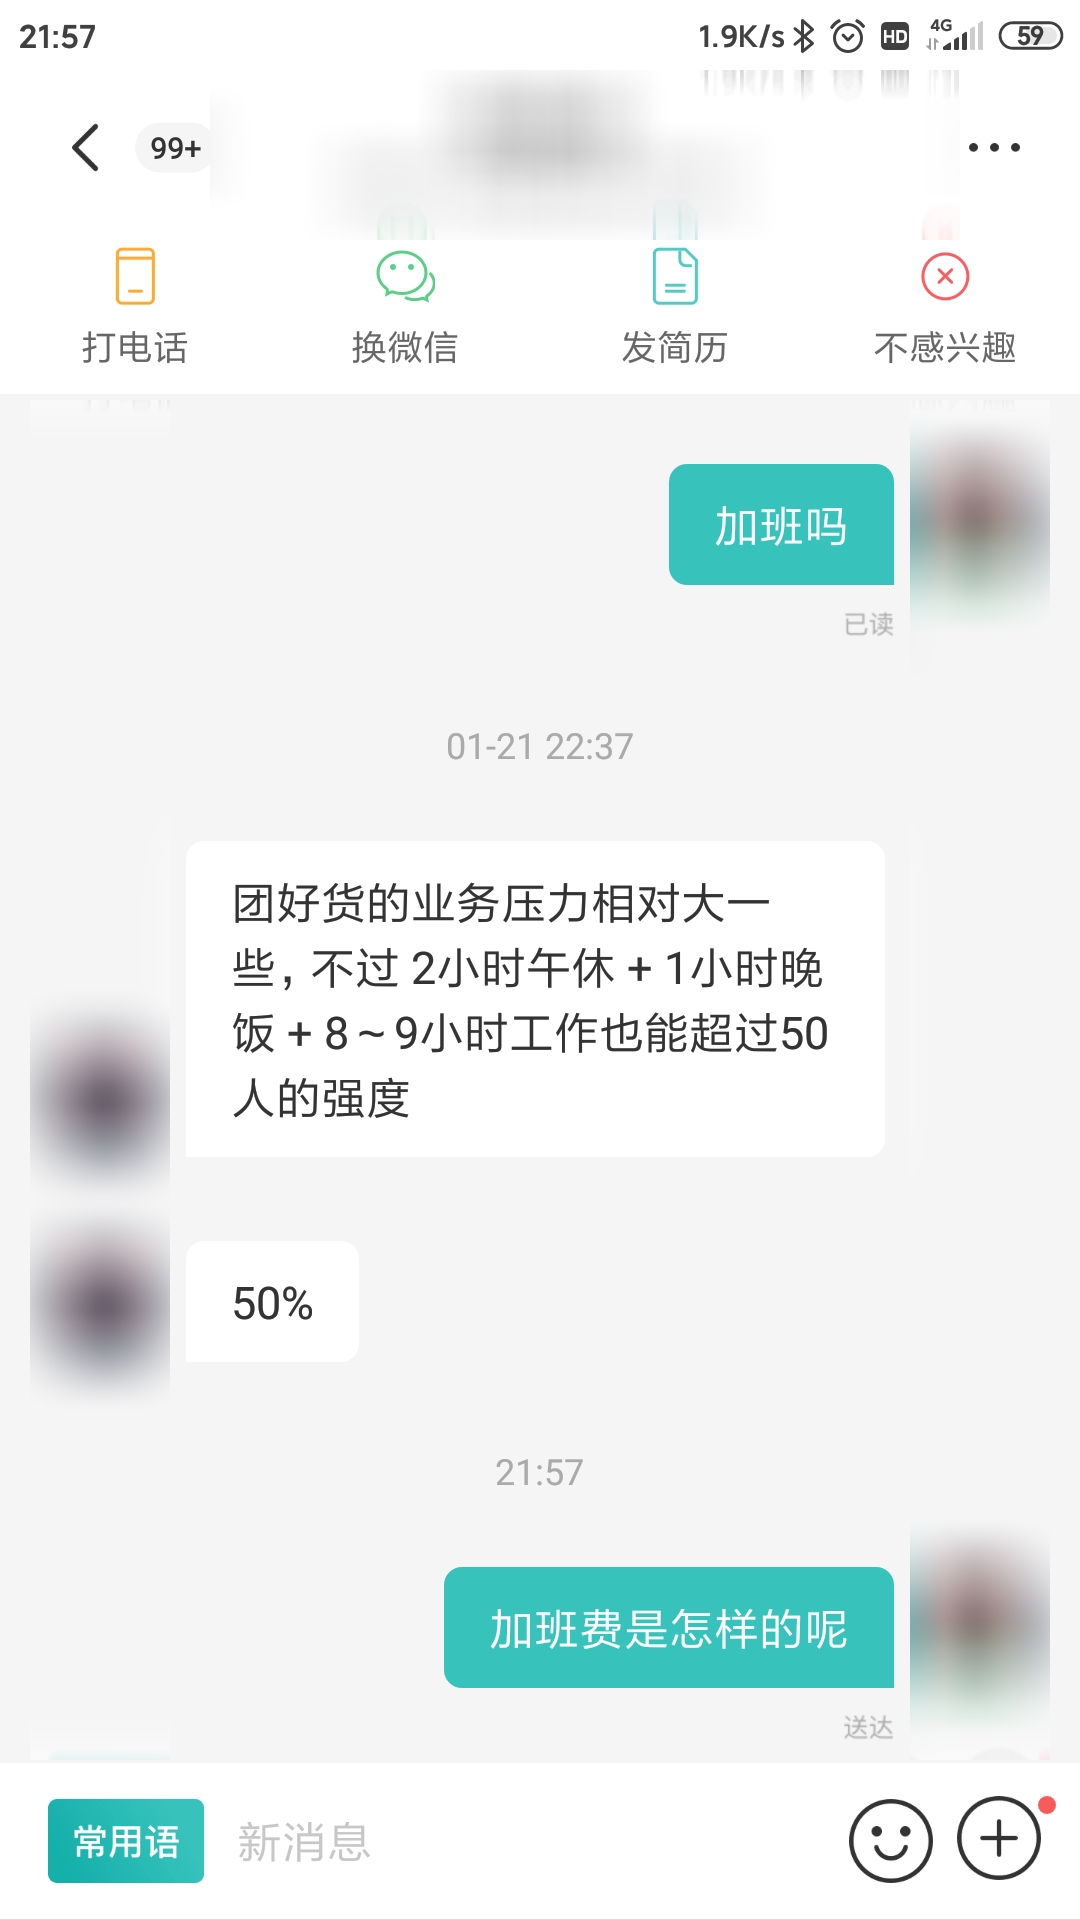 21:57 1.9K/s HD 4G 59
99+
打电话 换微信 发简历 不感兴趣
加班吗
已读
01-21 22:37
团好货的业务压力相对大一
些，不过 2小时午休 + 1小时晚
饭 + 8 ~ 9小时工作也能超过50
人的强度
50%
21:57
加班费是怎样的呢
送达
常用语 新消息